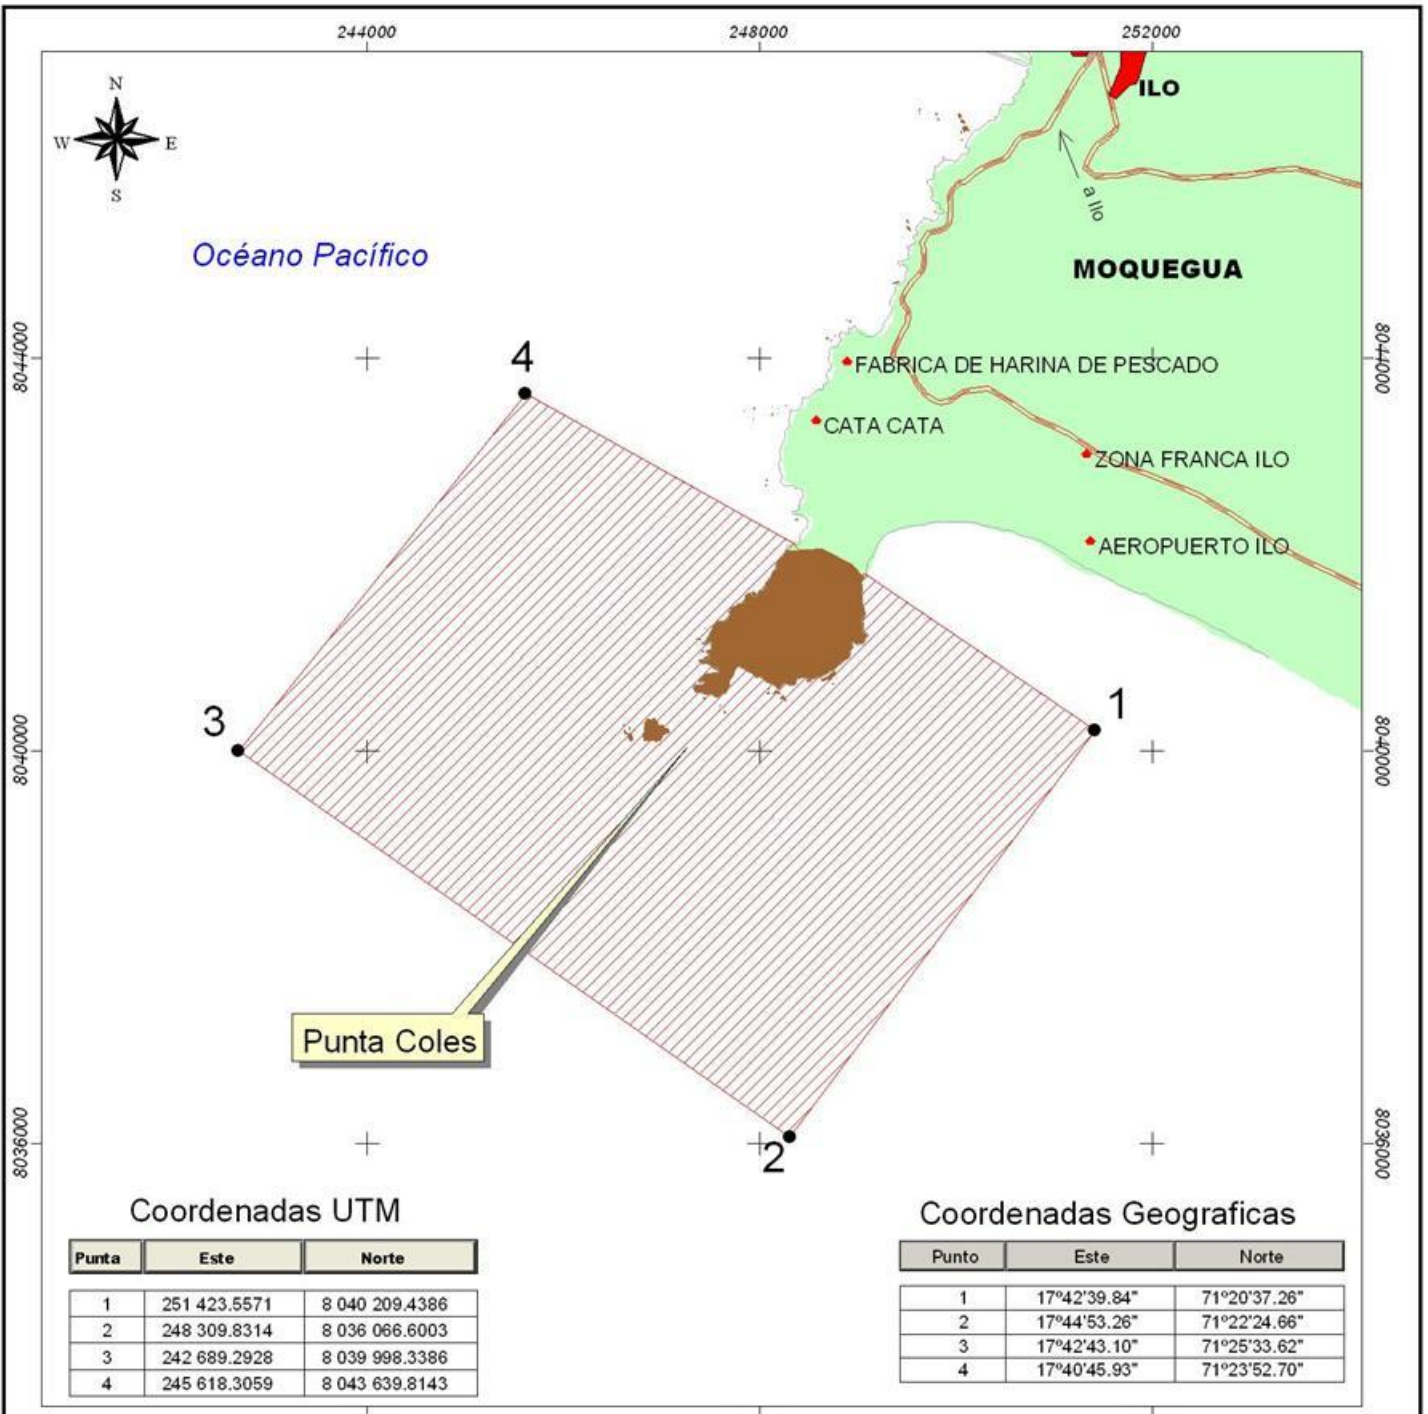 244000 248000 252000
N
W E
S
ILO
a Ilo
Océano Pacífico
MOQUEGUA
8044000 8044000
4
FABRICA DE HARINA DE PESCADO
CATA CATA
ZONA FRANCA ILO
AEROPUERTO ILO
3
1
8040000 8040000
Punta Coles
8036000 8036000
2
Coordenadas UTM
Punta Este Norte
1 251 423.5571 8 040 209.4386
2 248 309.8314 8 036 066.6003
3 242 689.2928 8 039 998.3386
4 245 618.3059 8 043 639.8143
Coordenadas Geograficas
Punto Este Norte
1 17º42'39.84" 71º20'37.26"
2 17º44'53.26" 71º22'24.66"
3 17º42'43.10" 71º25'33.62"
4 17º40'45.93" 71º23'52.70"